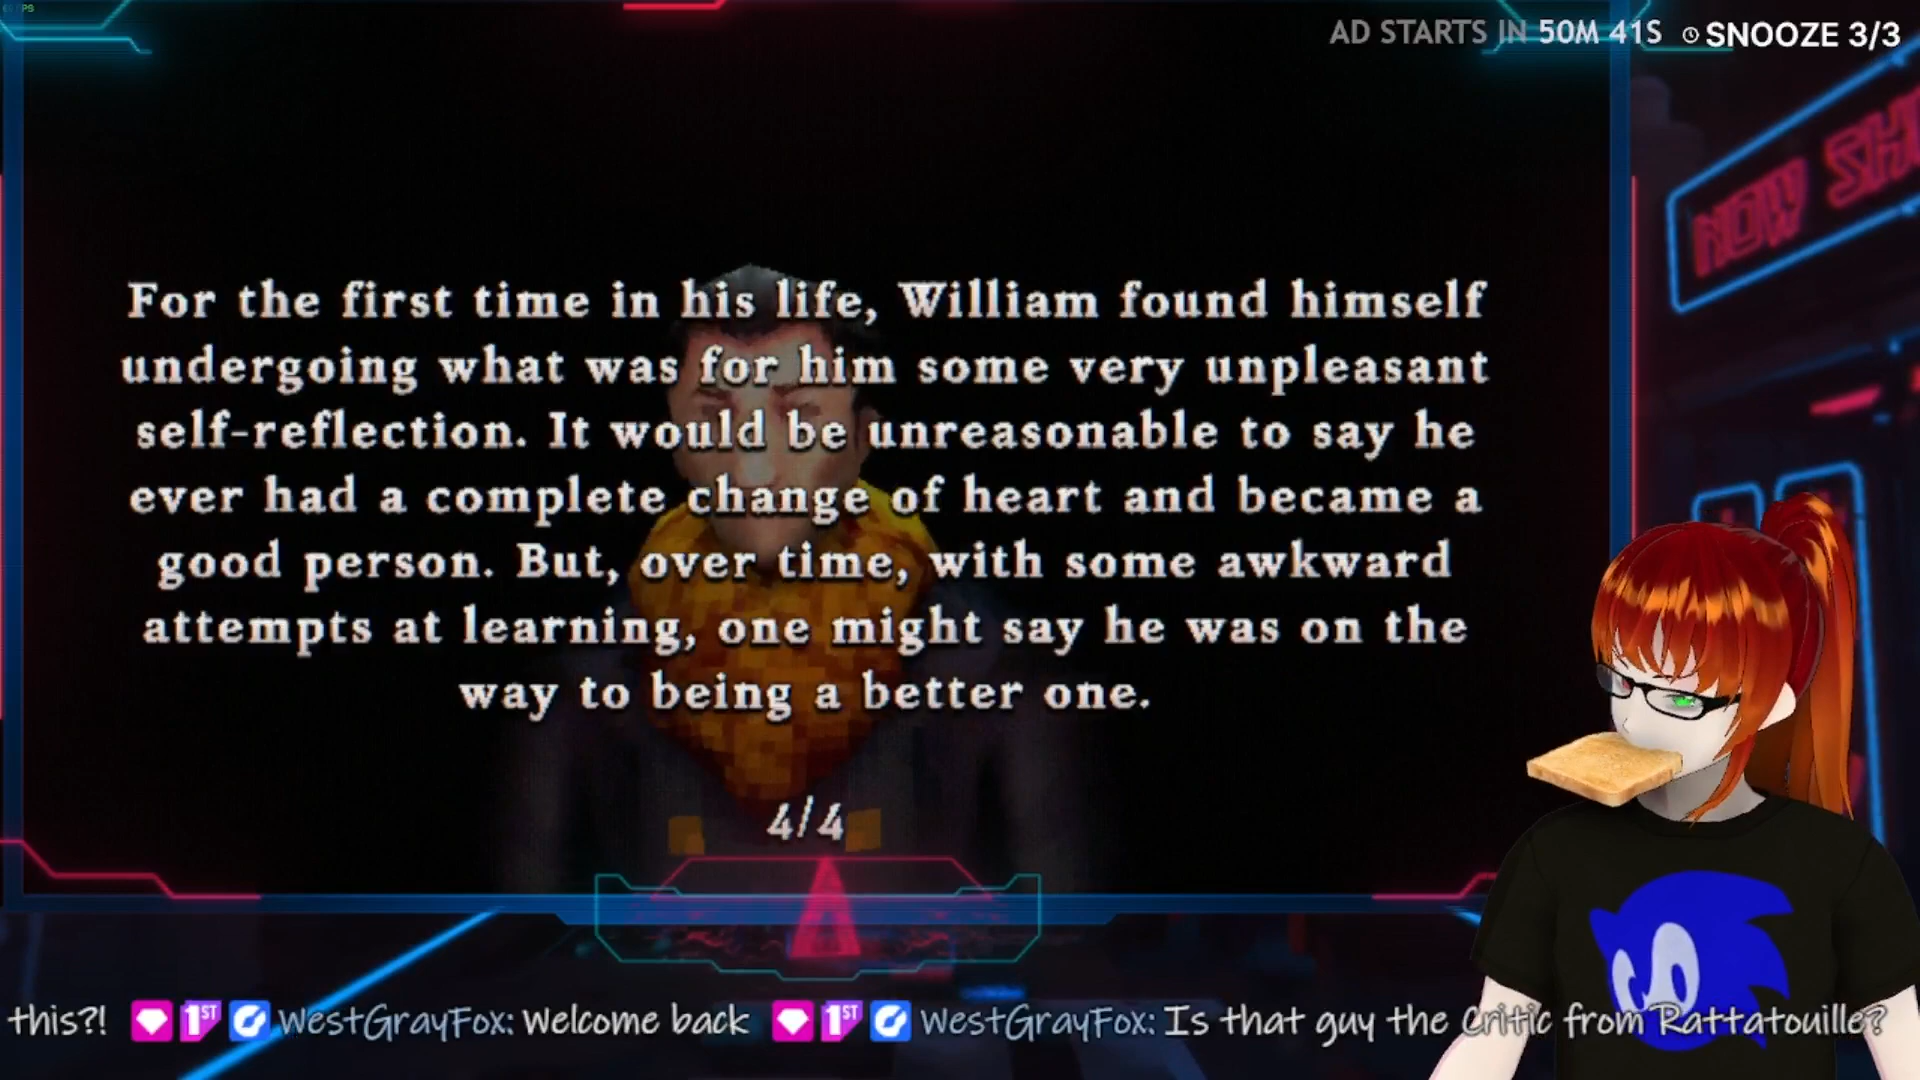 AD STARTS IN 50M 41S SNOOZE 3/3
NOW SH
For the first time in his life, William found himself
undergoing what was for him some very unpleasant
self-reflection. It would be unreasonable to say he
ever had a complete change of heart and became a
good person. But, over time, with some awkward
attempts at learning, one might say he was on the
way to being a better one.
4/4
this?! 1ST WestGrayFox: Welcome back 1ST WestGrayFox: Is that guy the Critic from Rattatouille?